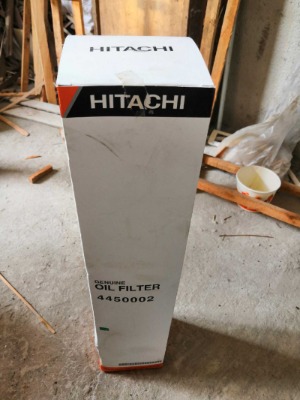 HITACHI
HITACHI
GENUINE
OIL FILTER
4450002